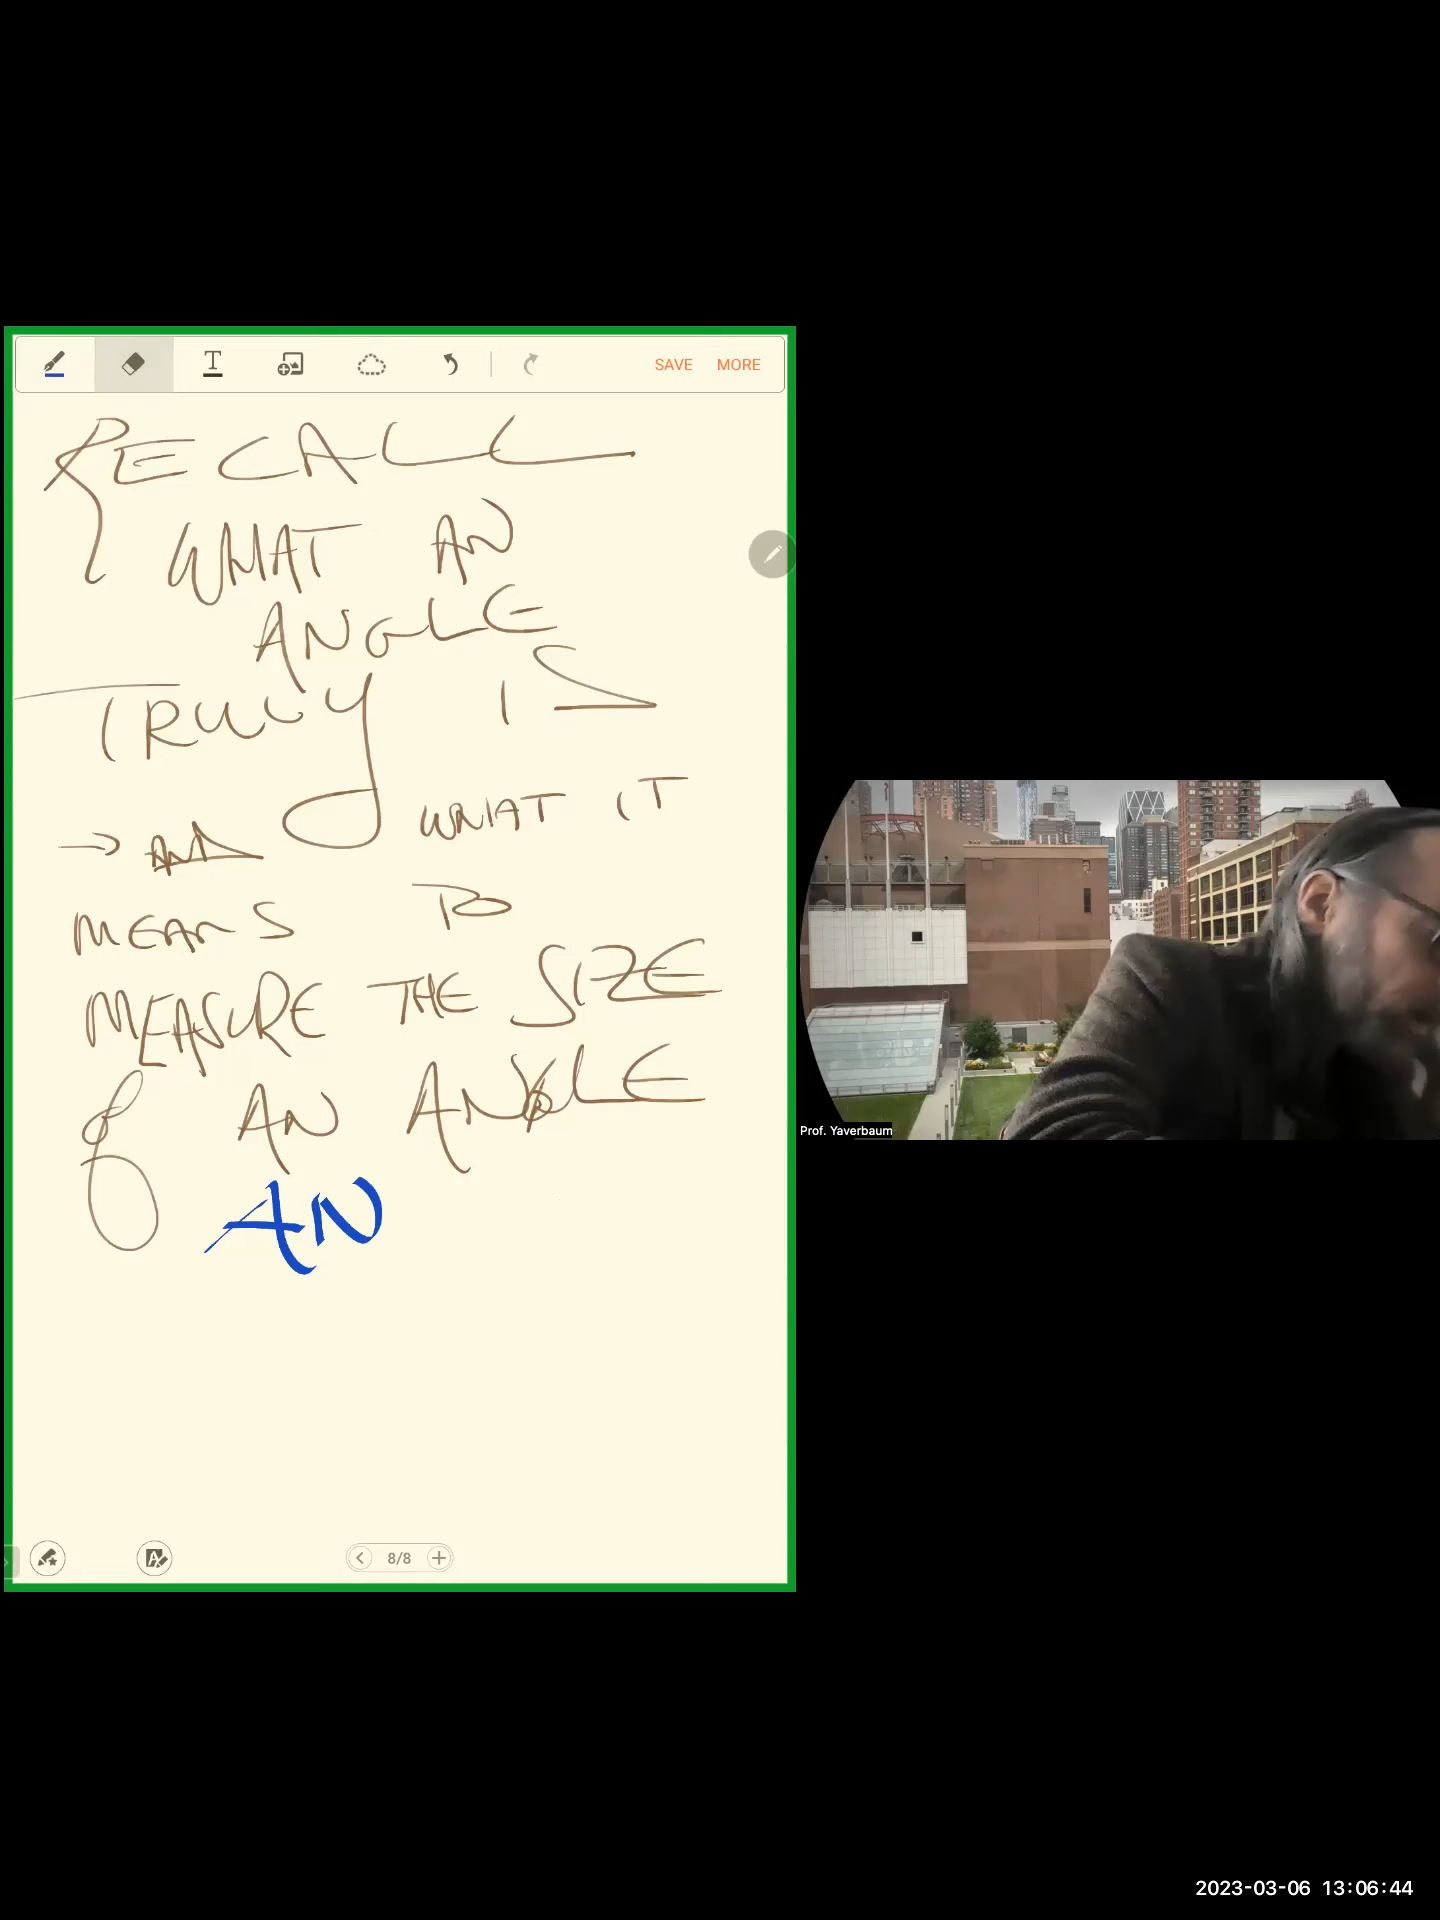 SAVE MORE
RECALL
WHAT AN
ANGLE
TRULY IS
→ AND WHAT IT
MEANS TO
MEASURE THE SIZE
OF AN ANGLE
AN
8/8
Prof. Yaverbaum
2023-03-06 13:06:44